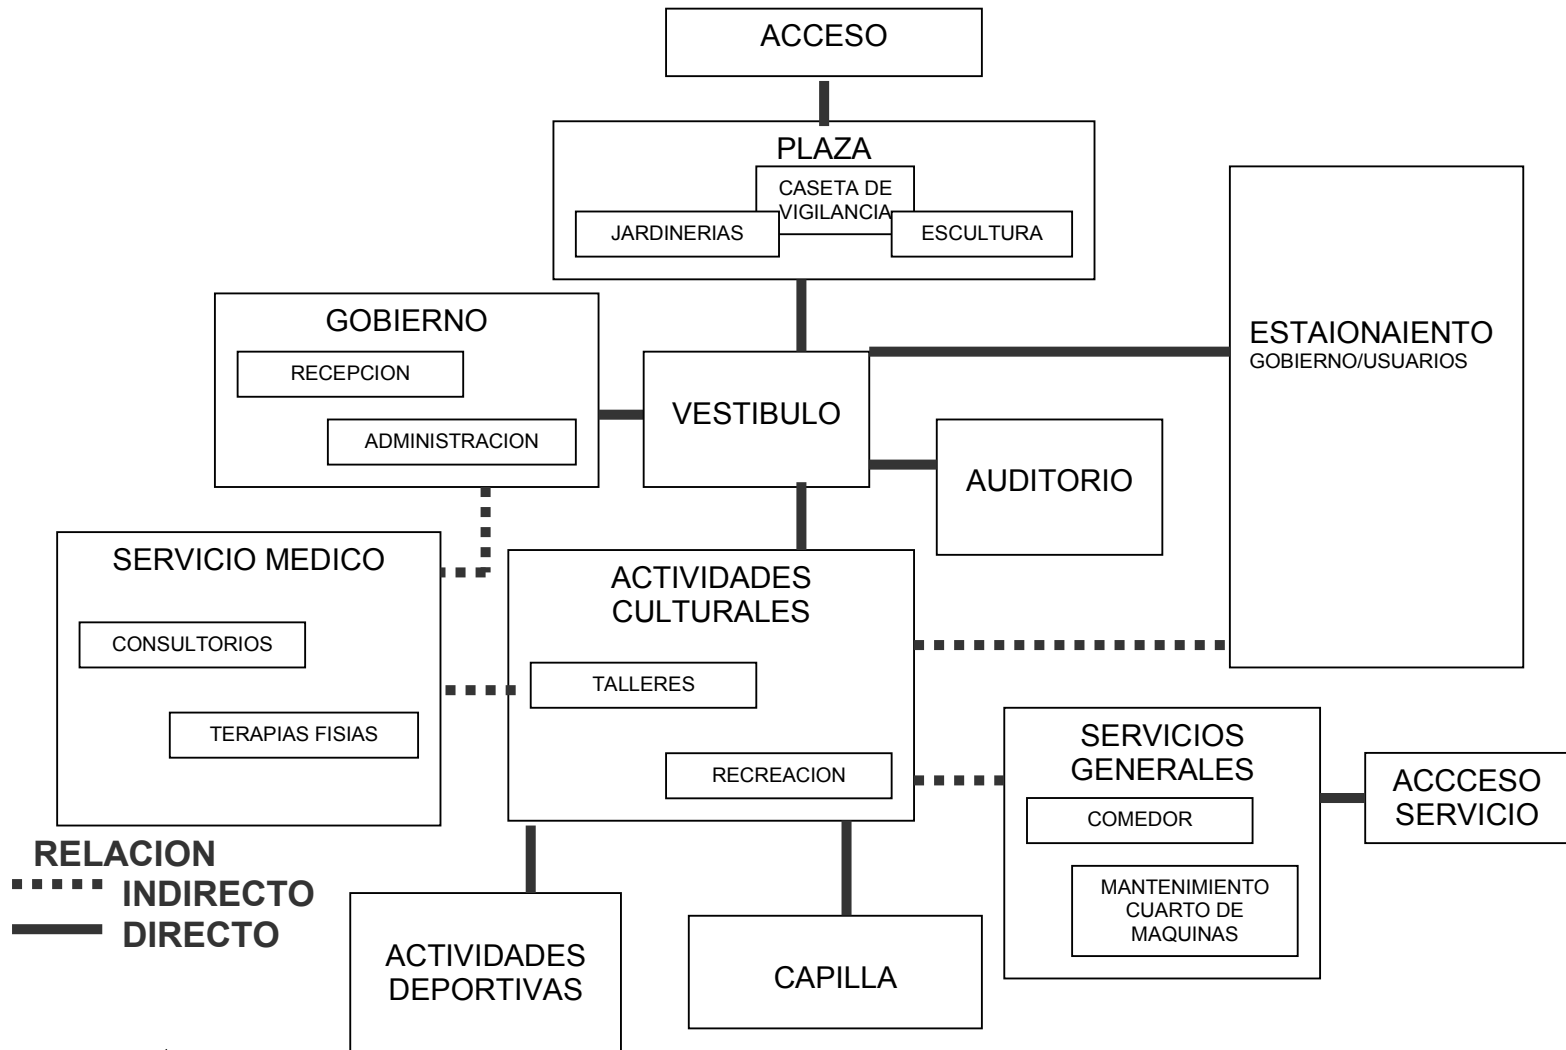 ACCESO
PLAZA
CASETA DE
VIGILANCIA
JARDINERIAS
ESCULTURA
GOBIERNO
RECEPCION
ADMINISTRACION
VESTIBULO
ESTAIONAIENTO
GOBIERNO/USUARIOS
AUDITORIO
SERVICIO MEDICO
CONSULTORIOS
TERAPIAS FISIAS
ACTIVIDADES
CULTURALES
TALLERES
RECREACION
SERVICIOS
GENERALES
COMEDOR
MANTENIMIENTO
CUARTO DE
MAQUINAS
ACCCESO
SERVICIO
RELACION
INDIRECTO
DIRECTO
ACTIVIDADES
DEPORTIVAS
CAPILLA